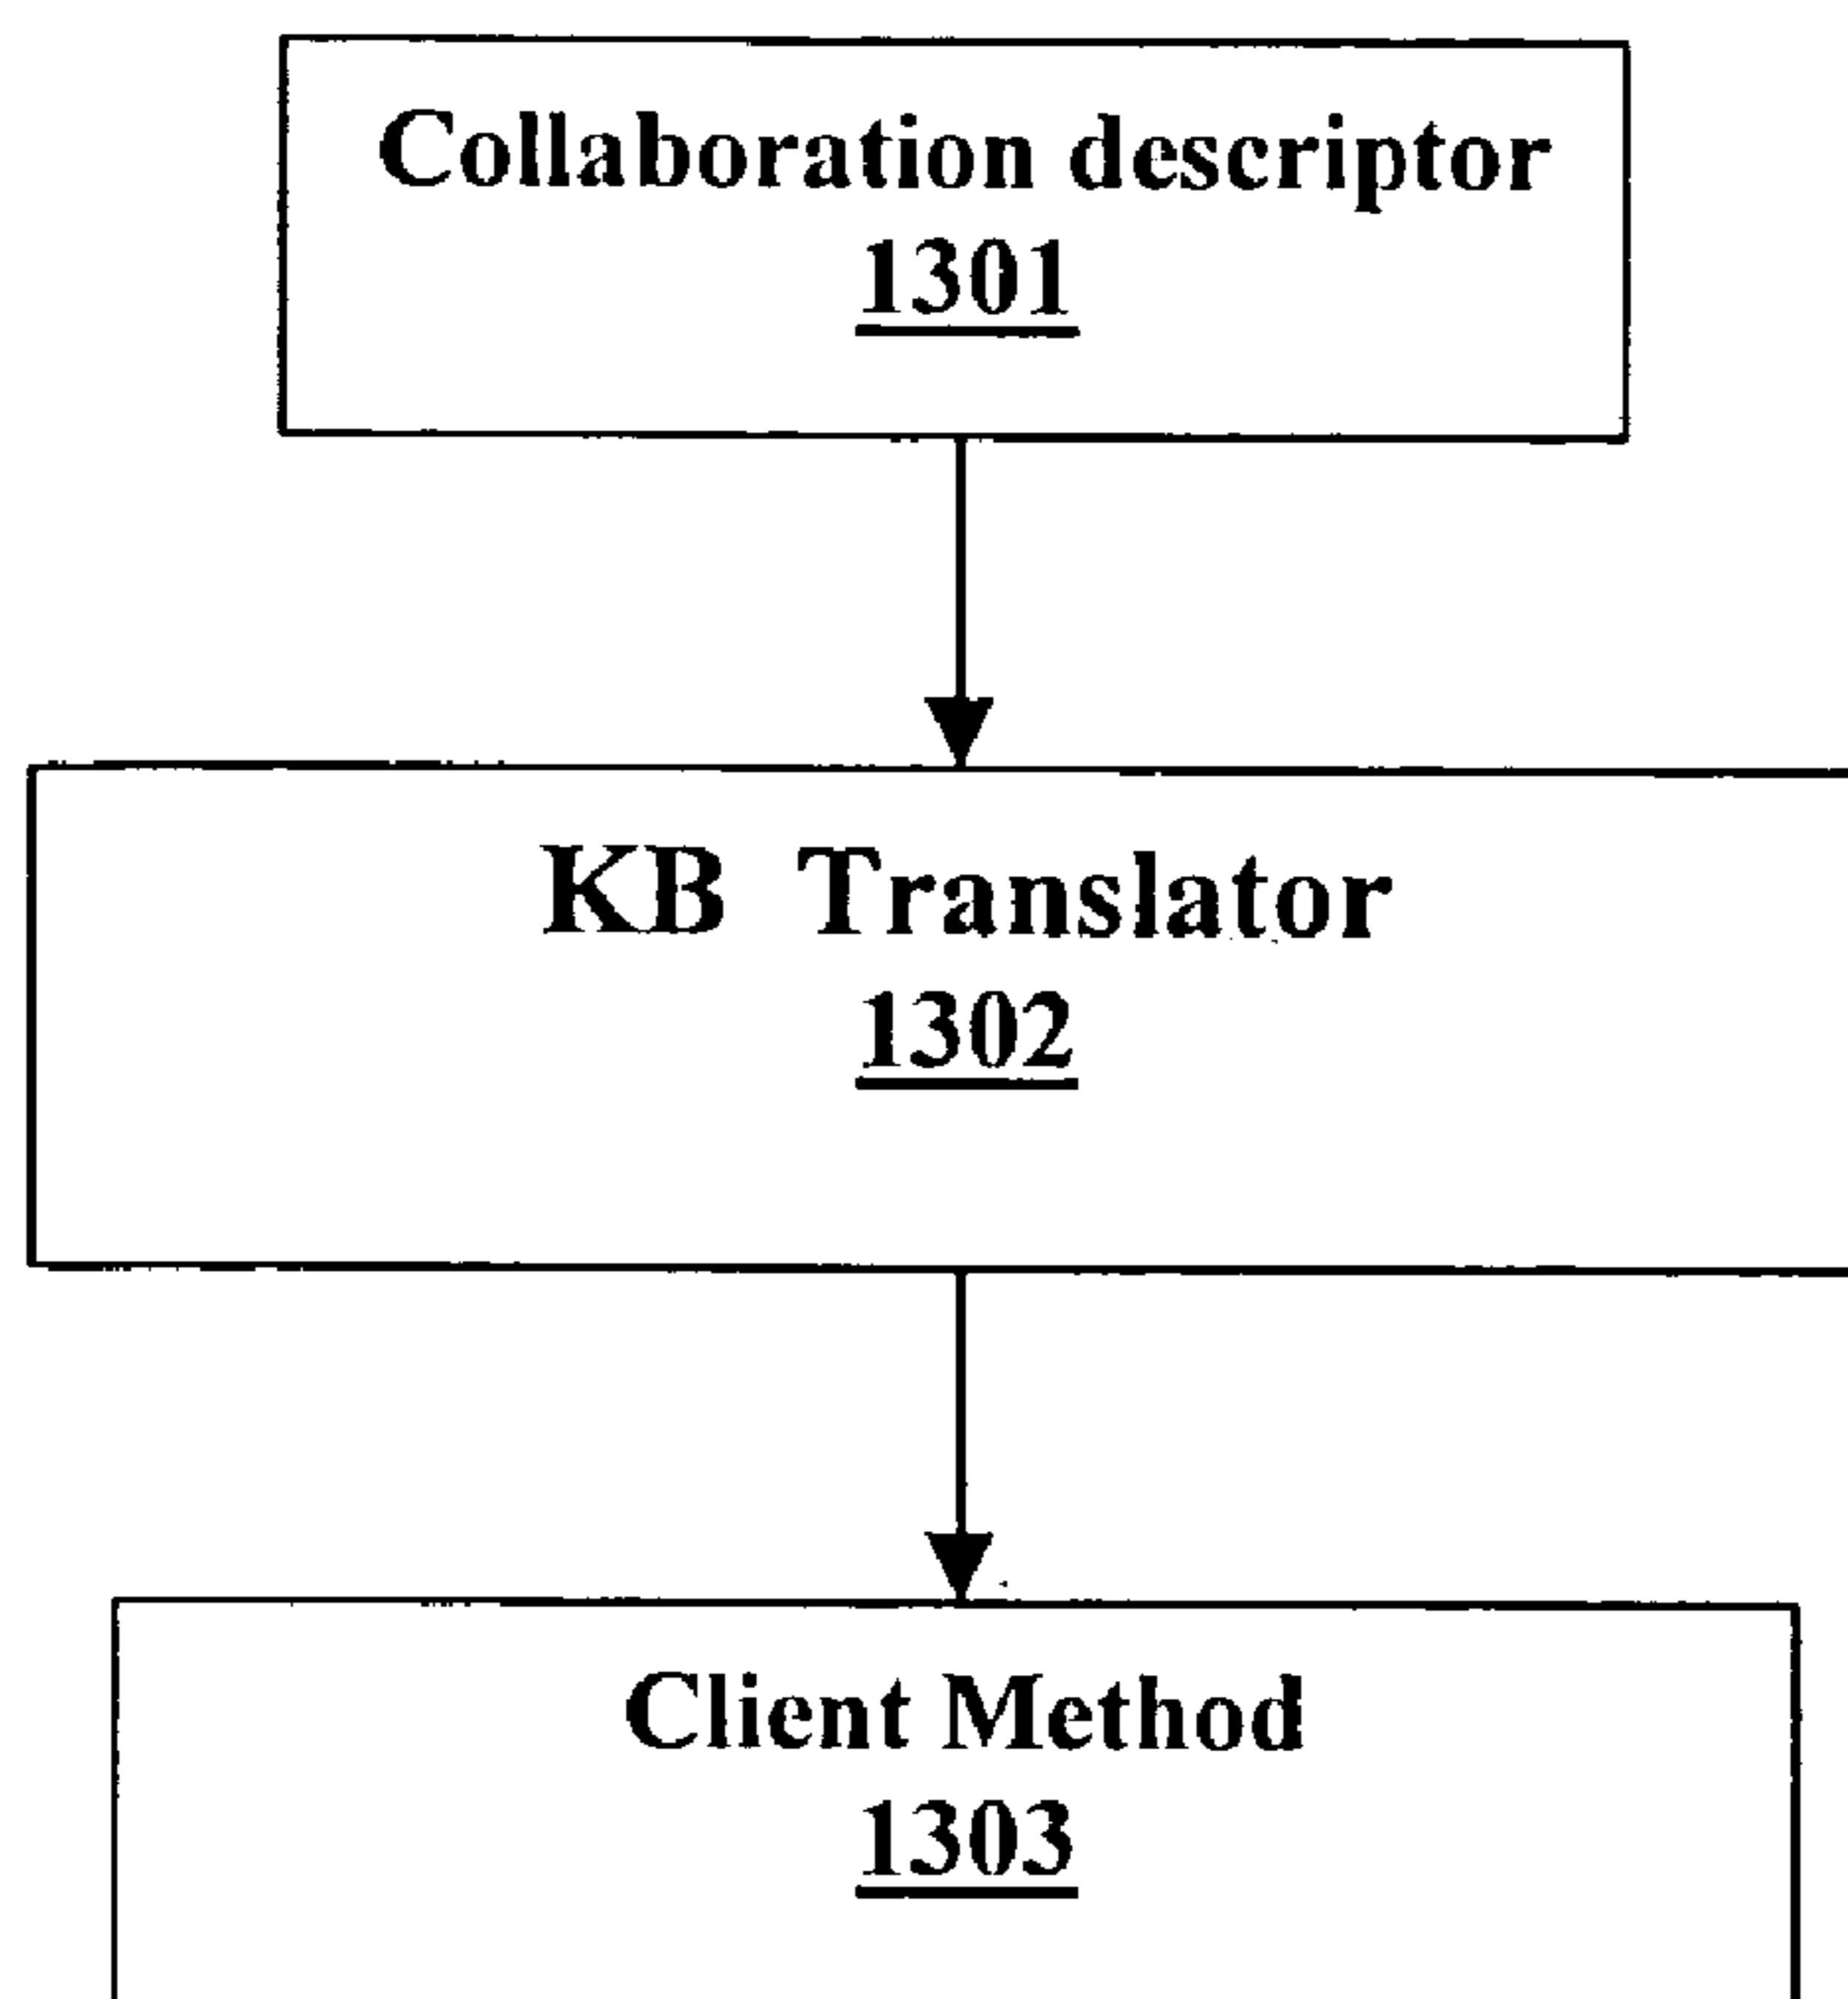 Collaboration descriptor
1301
KB Translator
1302
Client Method
1303